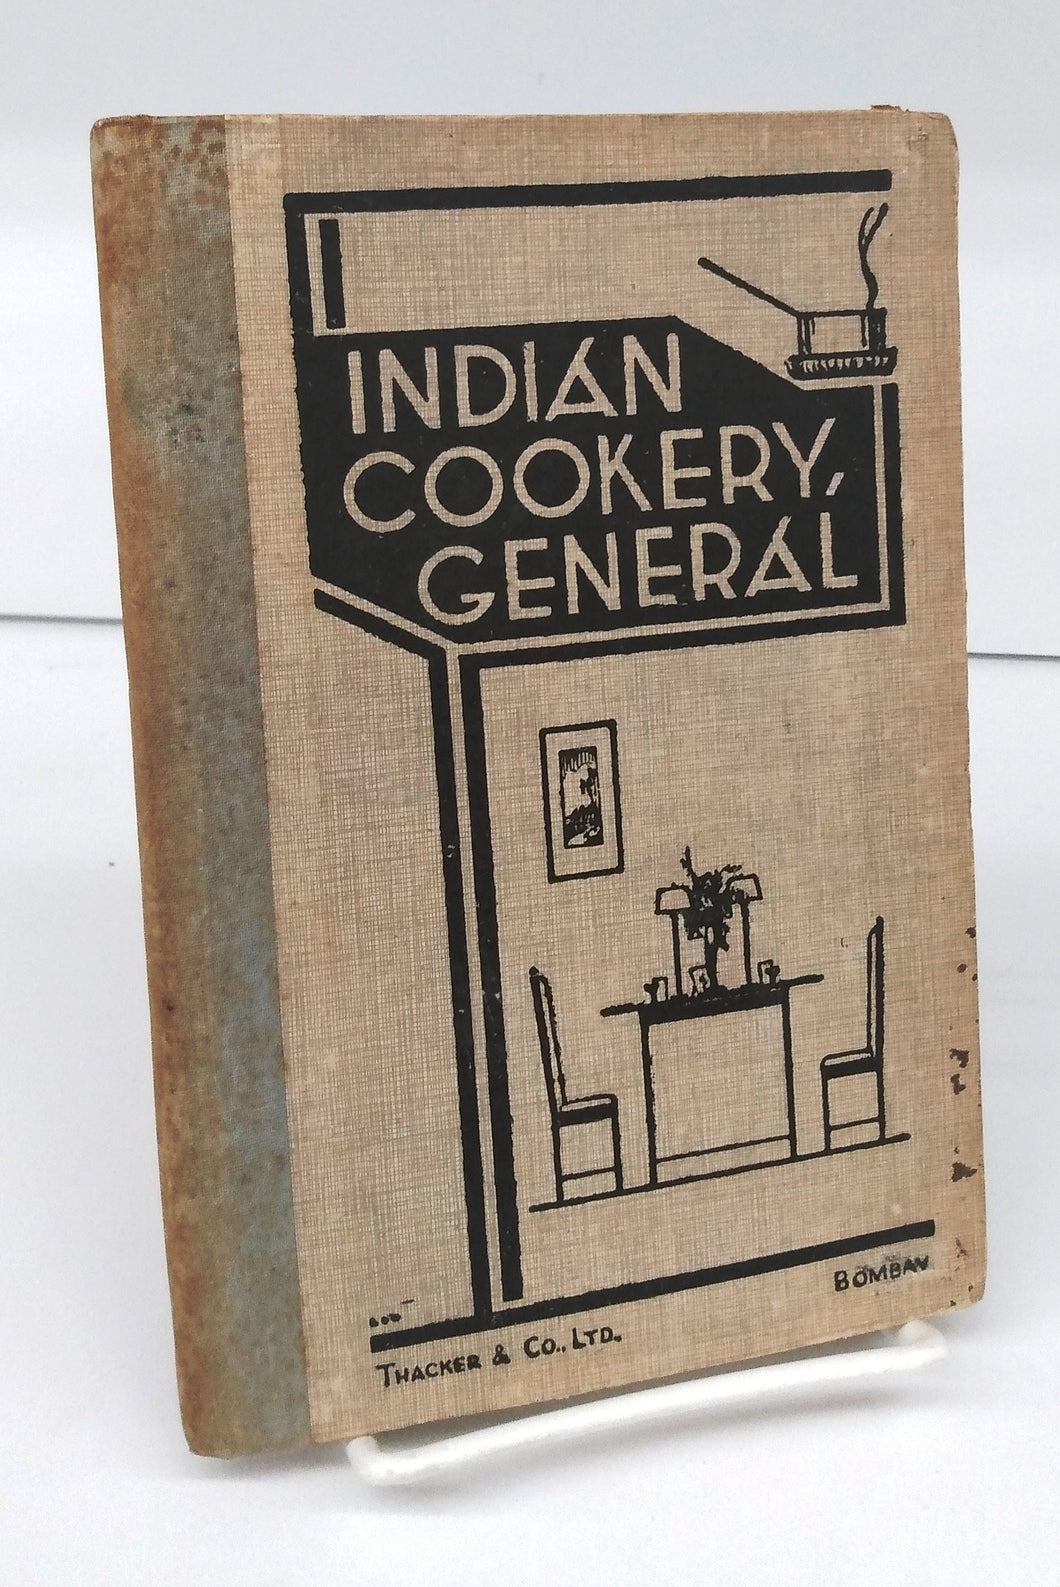 INDIAN
COOKERY,
GENERAL
BOMBAY
THACKER & CO., LTD.